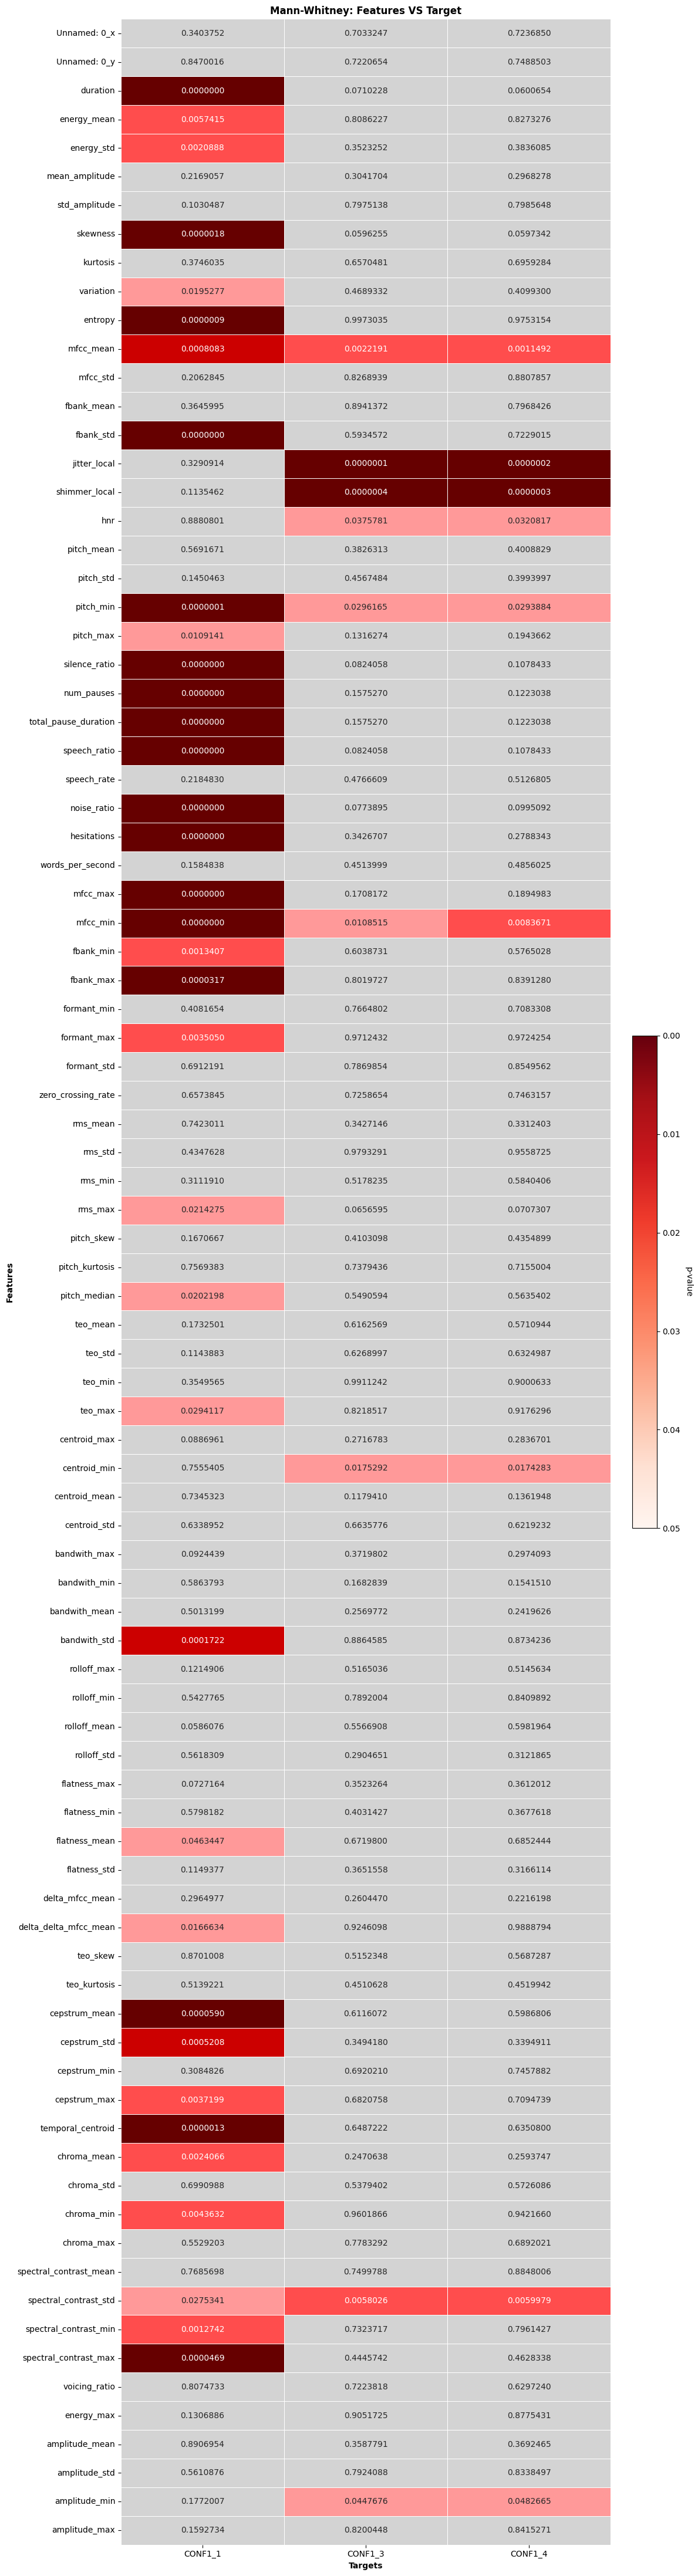 Mann-Whitney: Features VS Target
Unnamed: 0_x 0.3403752 0.7033247 0.7236850
Unnamed: 0_y 0.8470016 0.7220654 0.7488503
duration 0.0000000 0.0710228 0.0600654
energy_mean 0.0057415 0.8086227 0.8273276
energy_std 0.0020888 0.3523252 0.3836085
mean_amplitude 0.2169057 0.3041704 0.2968278
std_amplitude 0.1030487 0.7975138 0.7985648
skewness 0.0000018 0.0596255 0.0597342
kurtosis 0.3746035 0.6570481 0.6959284
variation 0.0195277 0.4689332 0.4099300
entropy 0.0000009 0.9973035 0.9753154
mfcc_mean 0.0008083 0.0022191 0.0011492
mfcc_std 0.2062845 0.8268939 0.8807857
fbank_mean 0.3645995 0.8941372 0.7968426
fbank_std 0.0000000 0.5934572 0.7229015
jitter_local 0.3290914 0.0000001 0.0000002
shimmer_local 0.1135462 0.0000004 0.0000003
hnr 0.8880801 0.0375781 0.0320817
pitch_mean 0.5691671 0.3826313 0.4008829
pitch_std 0.1450463 0.4567484 0.3993997
pitch_min 0.0000001 0.0296165 0.0293884
pitch_max 0.0109141 0.1316274 0.1943662
silence_ratio 0.0000000 0.0824058 0.1078433
num_pauses 0.0000000 0.1575270 0.1223038
total_pause_duration 0.0000000 0.1575270 0.1223038
speech_ratio 0.0000000 0.0824058 0.1078433
speech_rate 0.2184830 0.4766609 0.5126805
noise_ratio 0.0000000 0.0773895 0.0995092
hesitations 0.0000000 0.3426707 0.2788343
words_per_second 0.1584838 0.4513999 0.4856025
mfcc_max 0.0000000 0.1708172 0.1894983
mfcc_min 0.0000000 0.0108515 0.0083671
fbank_min 0.0013407 0.6038731 0.5765028
fbank_max 0.0000317 0.8019727 0.8391280
formant_min 0.4081654 0.7664802 0.7083308
formant_max 0.0035050 0.9712432 0.9724254
formant_std 0.6912191 0.7869854 0.8549562
zero_crossing_rate 0.6573845 0.7258654 0.7463157
rms_mean 0.7423011 0.3427146 0.3312403
rms_std 0.4347628 0.9793291 0.9558725
rms_min 0.3111910 0.5178235 0.5840406
rms_max 0.0214275 0.0656595 0.0707307
pitch_skew 0.1670667 0.4103098 0.4354899
pitch_kurtosis 0.7569383 0.7379436 0.7155004
pitch_median 0.0202198 0.5490594 0.5635402
teo_mean 0.1732501 0.6162569 0.5710944
teo_std 0.1143883 0.6268997 0.6324987
teo_min 0.3549565 0.9911242 0.9000633
teo_max 0.0294117 0.8218517 0.9176296
centroid_max 0.0886961 0.2716783 0.2836701
centroid_min 0.7555405 0.0175292 0.0174283
centroid_mean 0.7345323 0.1179410 0.1361948
centroid_std 0.6338952 0.6635776 0.6219232
bandwith_max 0.0924439 0.3719802 0.2974093
bandwith_min 0.5863793 0.1682839 0.1541510
bandwith_mean 0.5013199 0.2569772 0.2419626
bandwith_std 0.0001722 0.8864585 0.8734236
rolloff_max 0.1214906 0.5165036 0.5145634
rolloff_min 0.5427765 0.7892004 0.8409892
rolloff_mean 0.0586076 0.5566908 0.5981964
rolloff_std 0.5618309 0.2904651 0.3121865
flatness_max 0.0727164 0.3523264 0.3612012
flatness_min 0.5798182 0.4031427 0.3677618
flatness_mean 0.0463447 0.6719800 0.6852444
flatness_std 0.1149377 0.3651558 0.3166114
delta_mfcc_mean 0.2964977 0.2604470 0.2216198
delta_delta_mfcc_mean 0.0166634 0.9246098 0.9888794
teo_skew 0.8701008 0.5152348 0.5687287
teo_kurtosis 0.5139221 0.4510628 0.4519942
cepstrum_mean 0.0000590 0.6116072 0.5986806
cepstrum_std 0.0005208 0.3494180 0.3394911
cepstrum_min 0.3084826 0.6920210 0.7457882
cepstrum_max 0.0037199 0.6820758 0.7094739
temporal_centroid 0.0000013 0.6487222 0.6350800
chroma_mean 0.0024066 0.2470638 0.2593747
chroma_std 0.6990988 0.5379402 0.5726086
chroma_min 0.0043632 0.9601866 0.9421660
chroma_max 0.5529203 0.7783292 0.6892021
spectral_contrast_mean 0.7685698 0.7499788 0.8848006
spectral_contrast_std 0.0275341 0.0058026 0.0059979
spectral_contrast_min 0.0012742 0.7323717 0.7961427
spectral_contrast_max 0.0000469 0.4445742 0.4628338
voicing_ratio 0.8074733 0.7223818 0.6297240
energy_max 0.1306886 0.9051725 0.8775431
amplitude_mean 0.8906954 0.3587791 0.3692465
amplitude_std 0.5610876 0.7924088 0.8338497
amplitude_min 0.1772007 0.0447676 0.0482665
amplitude_max 0.1592734 0.8200448 0.8415271
CONF1_1 CONF1_3 CONF1_4
Targets
Features
0.00
0.01
0.02
0.03
0.04
0.05
p-value